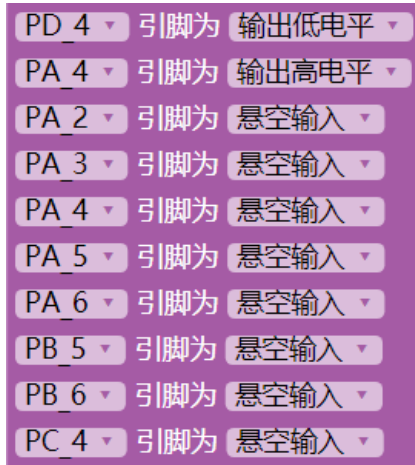 PD_4 引脚为 输出低电平
PA_4 引脚为 输出高电平
PA_2 引脚为 悬空输入
PA_3 引脚为 悬空输入
PA_4 引脚为 悬空输入
PA_5 引脚为 悬空输入
PA_6 引脚为 悬空输入
PB_5 引脚为 悬空输入
PB_6 引脚为 悬空输入
PC_4 引脚为 悬空输入